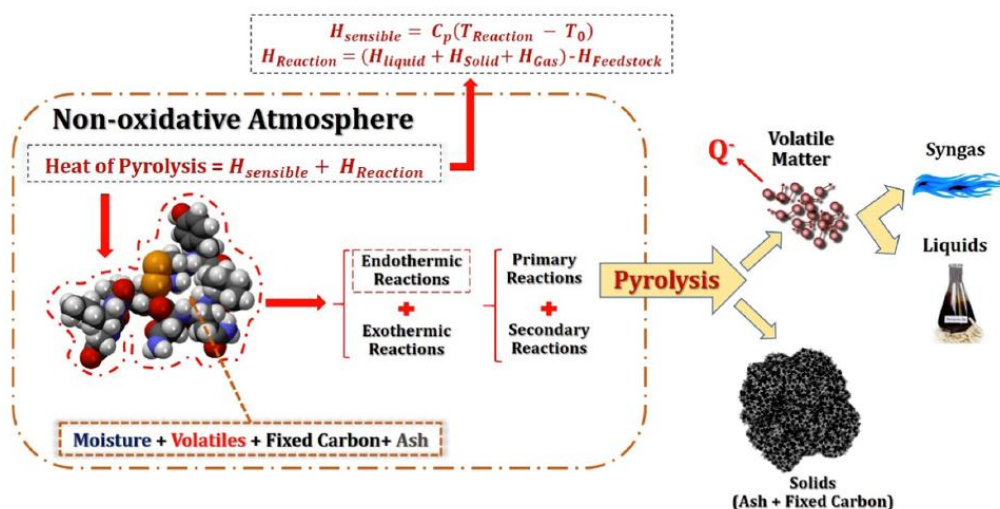 H_sensible = C_p(T_Reaction − T_0)
H_Reaction = (H_liquid + H_Solid + H_Gas)-H_Feedstock
Non-oxidative Atmosphere
Heat of Pyrolysis = H_sensible + H_Reaction
Endothermic
Reactions
+
Exothermic
Reactions
Primary
Reactions
+
Secondary
Reactions
Moisture + Volatiles + Fixed Carbon+ Ash
Pyrolysis
Q-
Volatile
Matter
Syngas
Liquids
Solids
(Ash + Fixed Carbon)